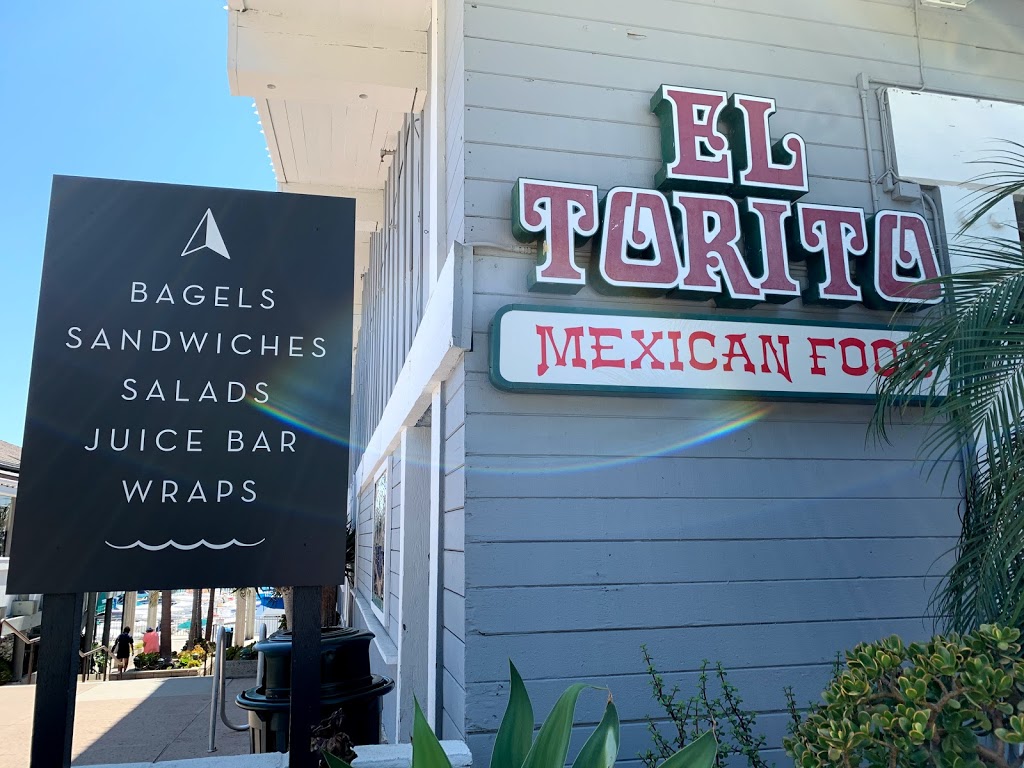 BAGELS
SANDWICHES
SALADS
JUICE BAR
WRAPS
EL
TORITO
MEXICAN FOOD